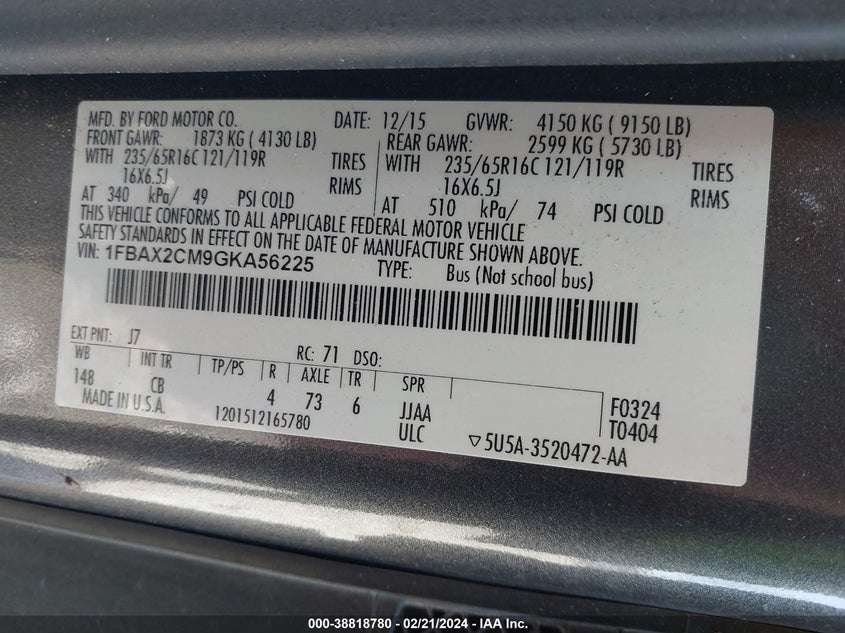 MFD. BY FORD MOTOR CO. DATE: 12/15 GVWR: 4150 KG ( 9150 LB)
FRONT GAWR: 1873 KG ( 4130 LB) REAR GAWR: 2599 KG ( 5730 LB)
WITH 235/65R16C 121/119R TIRES WITH 235/65R16C 121/119R TIRES
16X6.5J RIMS 16X6.5J RIMS
AT 340 kPa/ 49 PSI COLD AT 510 kPa/ 74 PSI COLD
THIS VEHICLE CONFORMS TO ALL APPLICABLE FEDERAL MOTOR VEHICLE
SAFETY STANDARDS IN EFFECT ON THE DATE OF MANUFACTURE SHOWN ABOVE.
VIN: 1FBAX2CM9GKA56225 TYPE: Bus (Not school bus)
EXT PNT: J7 RC: 71 DSO:
WB INT TR TP/PS R AXLE TR SPR
148 CB 4 73 6 JJAA F0324
MADE IN U.S.A. 1201512165780 ULC T0404
▽5U5A-3520472-AA
000-38818780 — 02/21/2024 — IAA Inc.